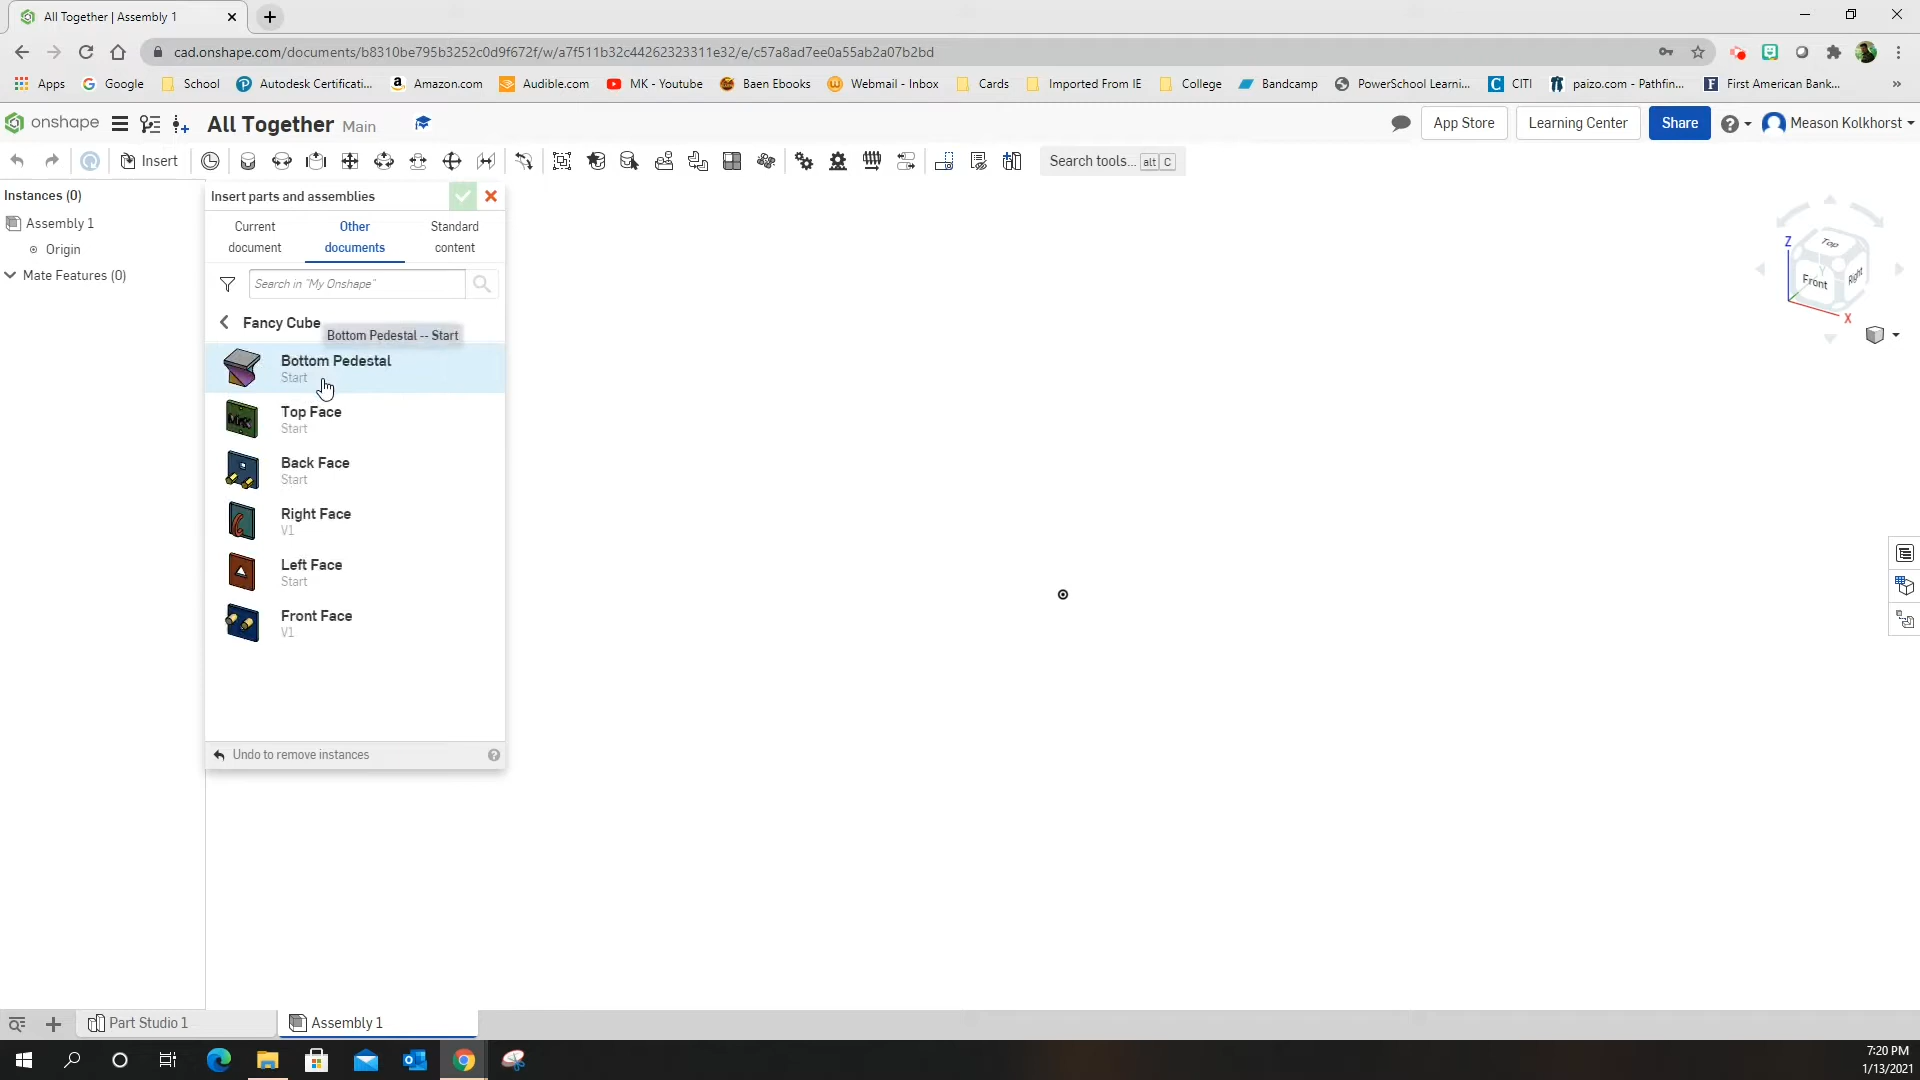 All Together | Assembly 1
cad.onshape.com/documents/b8310be795b3252c0d9f672f/w/a7f511b32c44262323311e32/e/c57a8ad7ee0a55ab2a07b2bd
Apps Google School Autodesk Certificati... Amazon.com Audible.com MK - Youtube Baen Ebooks Webmail - Inbox Cards Imported From IE College Bandcamp PowerSchool Learni... CITI paizo.com - Pathfin... First American Bank... »
onshape All Together Main App Store Learning Center Share Meason Kolkhorst
Insert Search tools... alt C
Instances (0)
Assembly 1
Origin
Mate Features (0)
Insert parts and assemblies
Current document
Other documents
Standard content
Search in "My Onshape"
Fancy Cube
Bottom Pedestal -- Start
Bottom Pedestal
Start
Top Face
Start
Back Face
Start
Right Face
V1
Left Face
Start
Front Face
V1
Undo to remove instances
Z
Top
Y
Front
Right
X
MK
Part Studio 1 Assembly 1
7:20 PM
1/13/2021